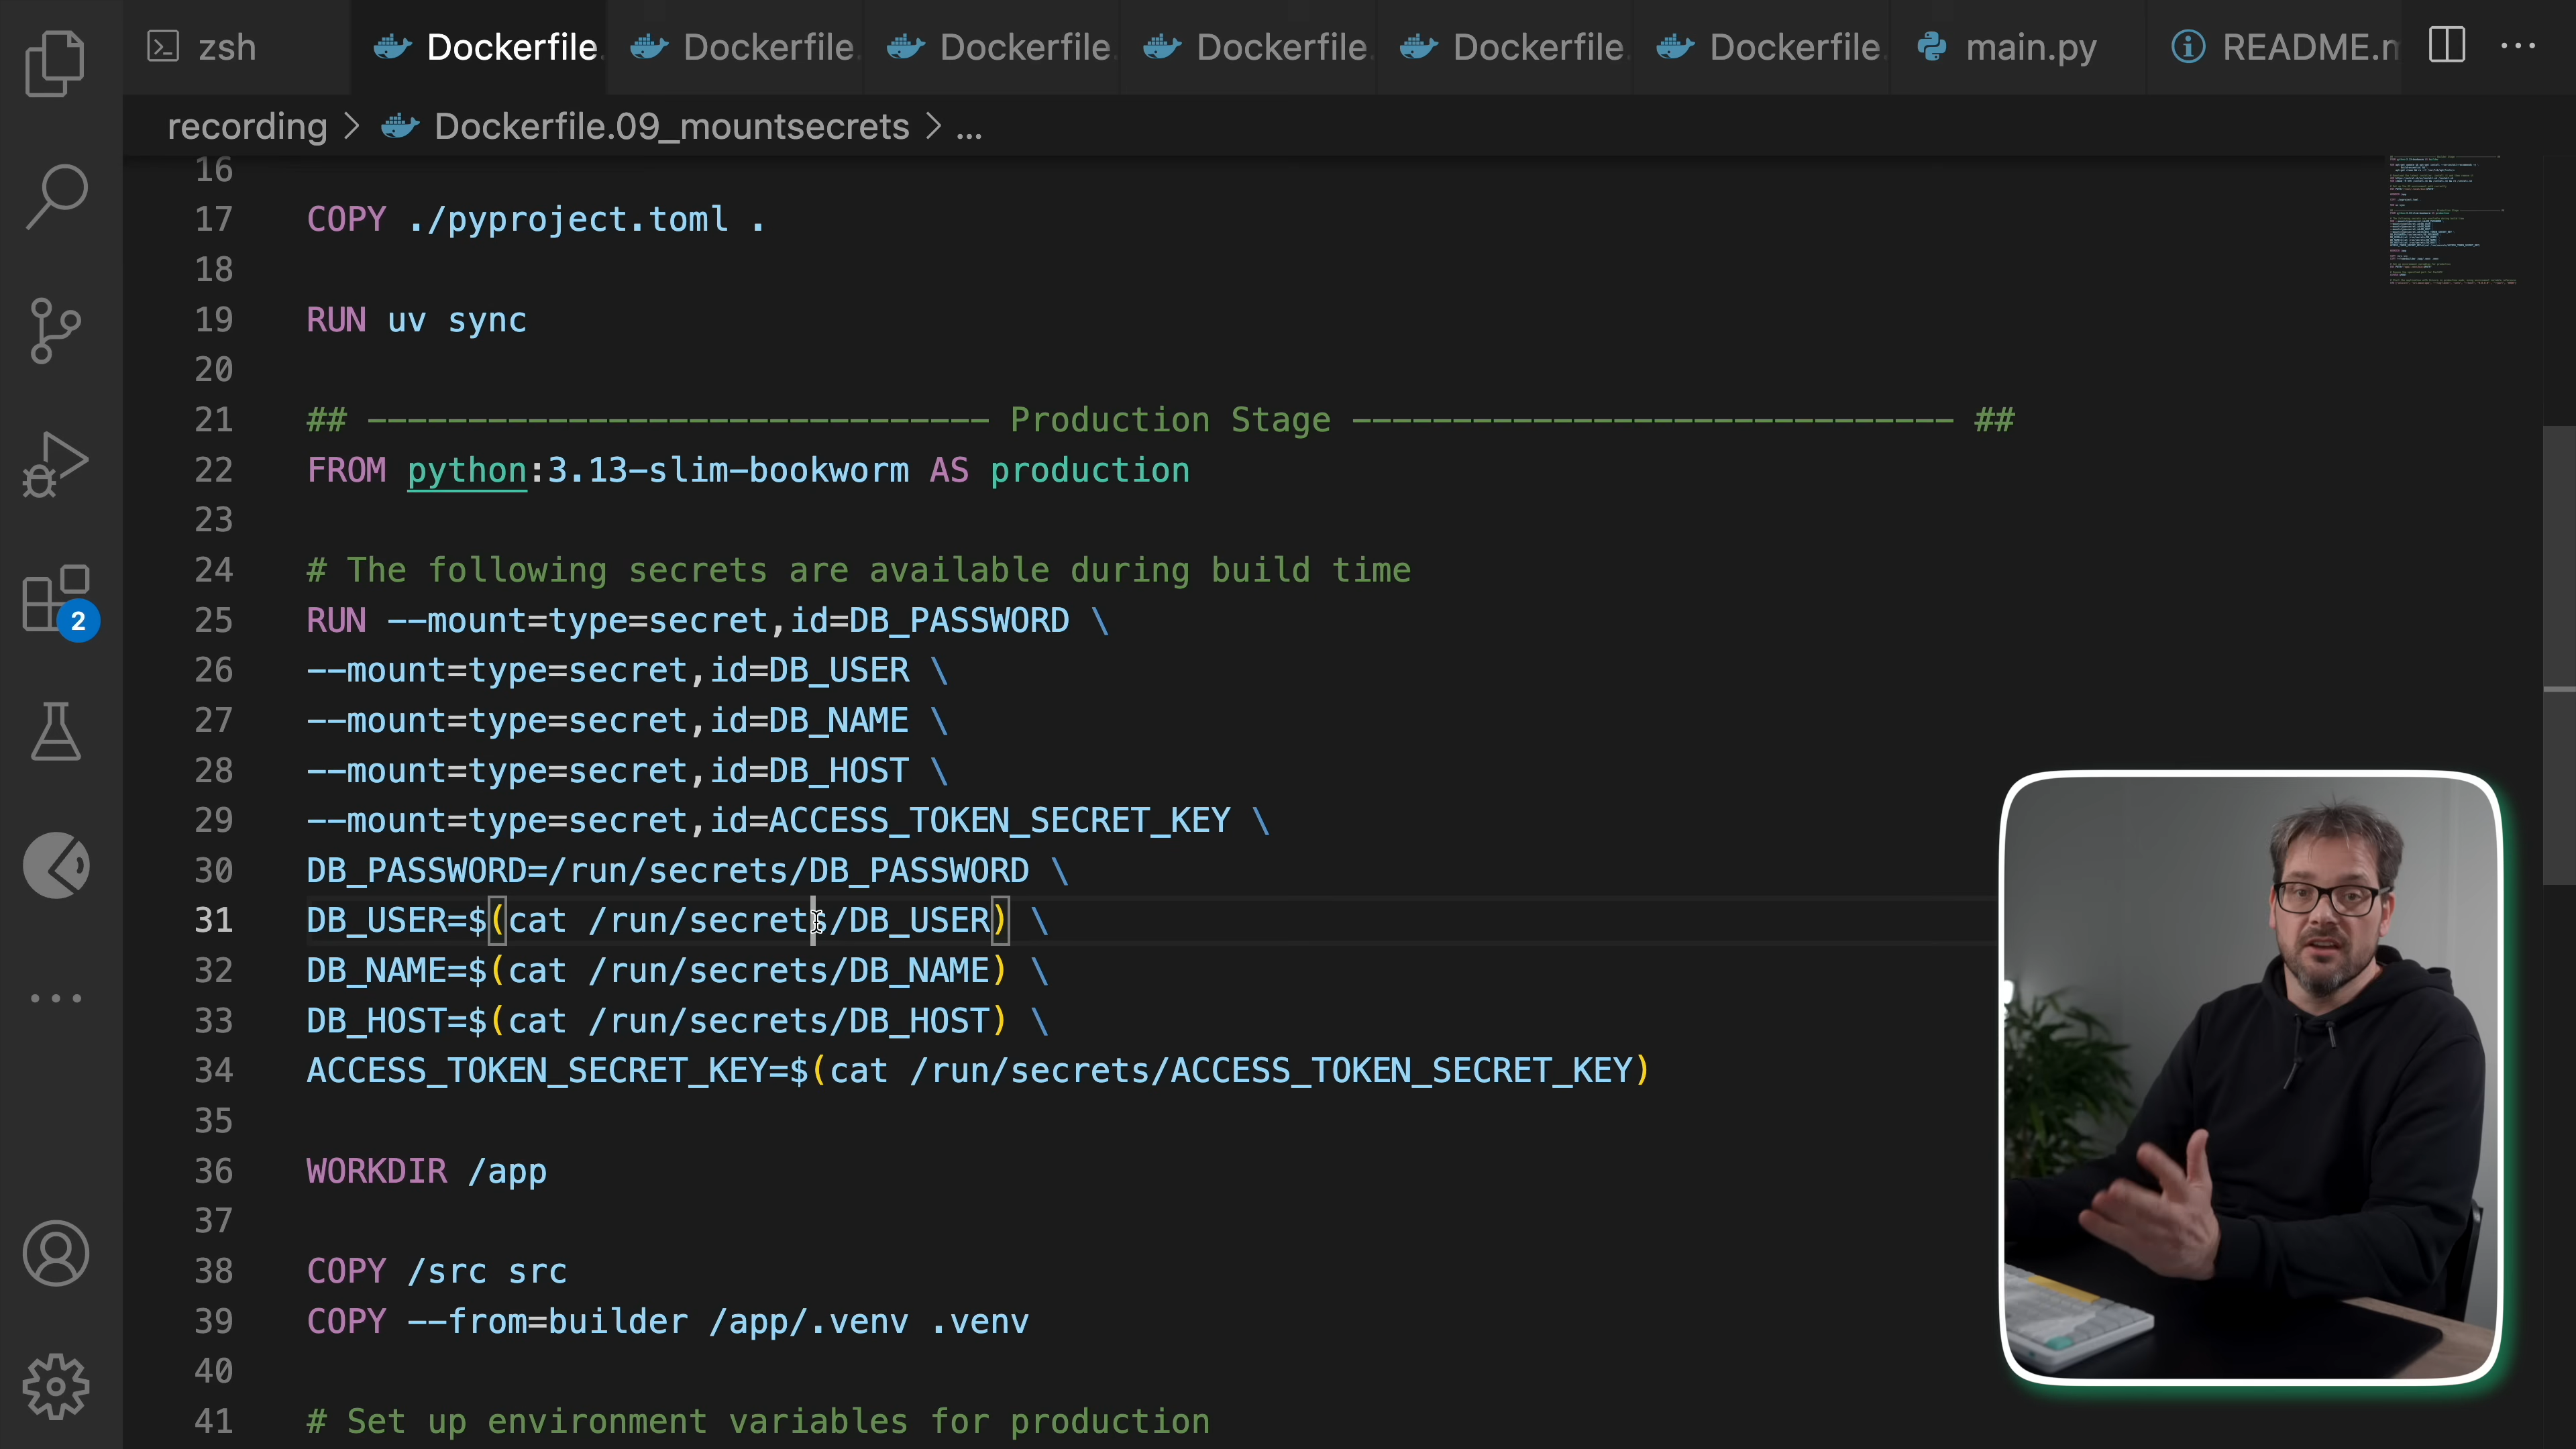 zsh
Dockerfile.
Dockerfile.
Dockerfile.
Dockerfile.
Dockerfile.
Dockerfile.
main.py
README.m
recording > Dockerfile.09_mountsecrets > ...
16
17 COPY ./pyproject.toml .
18
19 RUN uv sync
20
21 ## ------------------------------- Production Stage ------------------------------ ##
22 FROM python:3.13-slim-bookworm AS production
23
24 # The following secrets are available during build time
25 RUN --mount=type=secret,id=DB_PASSWORD \
26 --mount=type=secret,id=DB_USER \
27 --mount=type=secret,id=DB_NAME \
28 --mount=type=secret,id=DB_HOST \
29 --mount=type=secret,id=ACCESS_TOKEN_SECRET_KEY \
30 DB_PASSWORD=/run/secrets/DB_PASSWORD \
31 DB_USER=$(cat /run/secrets/DB_USER) \
32 DB_NAME=$(cat /run/secrets/DB_NAME) \
33 DB_HOST=$(cat /run/secrets/DB_HOST) \
34 ACCESS_TOKEN_SECRET_KEY=$(cat /run/secrets/ACCESS_TOKEN_SECRET_KEY)
35
36 WORKDIR /app
37
38 COPY /src src
39 COPY --from=builder /app/.venv .venv
40
41 # Set up environment variables for production
2